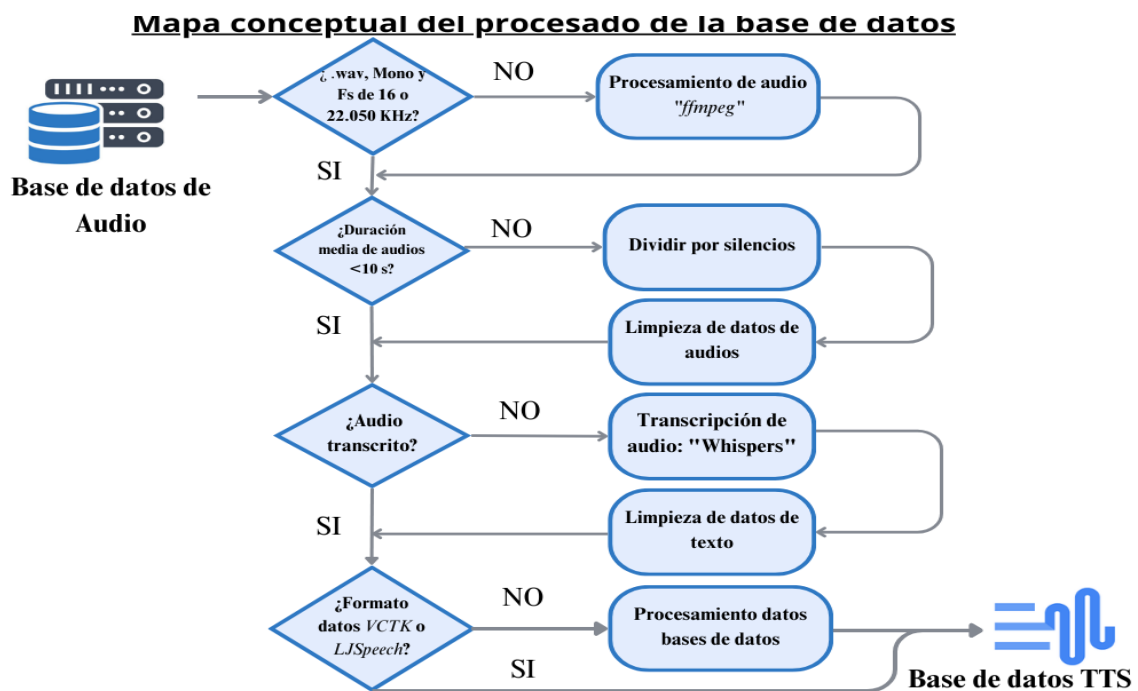 Mapa conceptual del procesado de la base de datos
¿ .wav, Mono y
Fs de 16 o
22.050 KHz?
NO
Procesamiento de audio
"ffmpeg"
Base de datos de
Audio
SI
¿Duración
media de audios
<10 s?
NO
Dividir por silencios
SI
Limpieza de datos de
audios
¿Audio
transcrito?
NO
Transcripción de
audio: "Whispers"
SI
Limpieza de datos de
texto
¿Formato
datos VCTK o
LJSpeech?
NO
Procesamiento datos
bases de datos
SI
Base de datos TTS